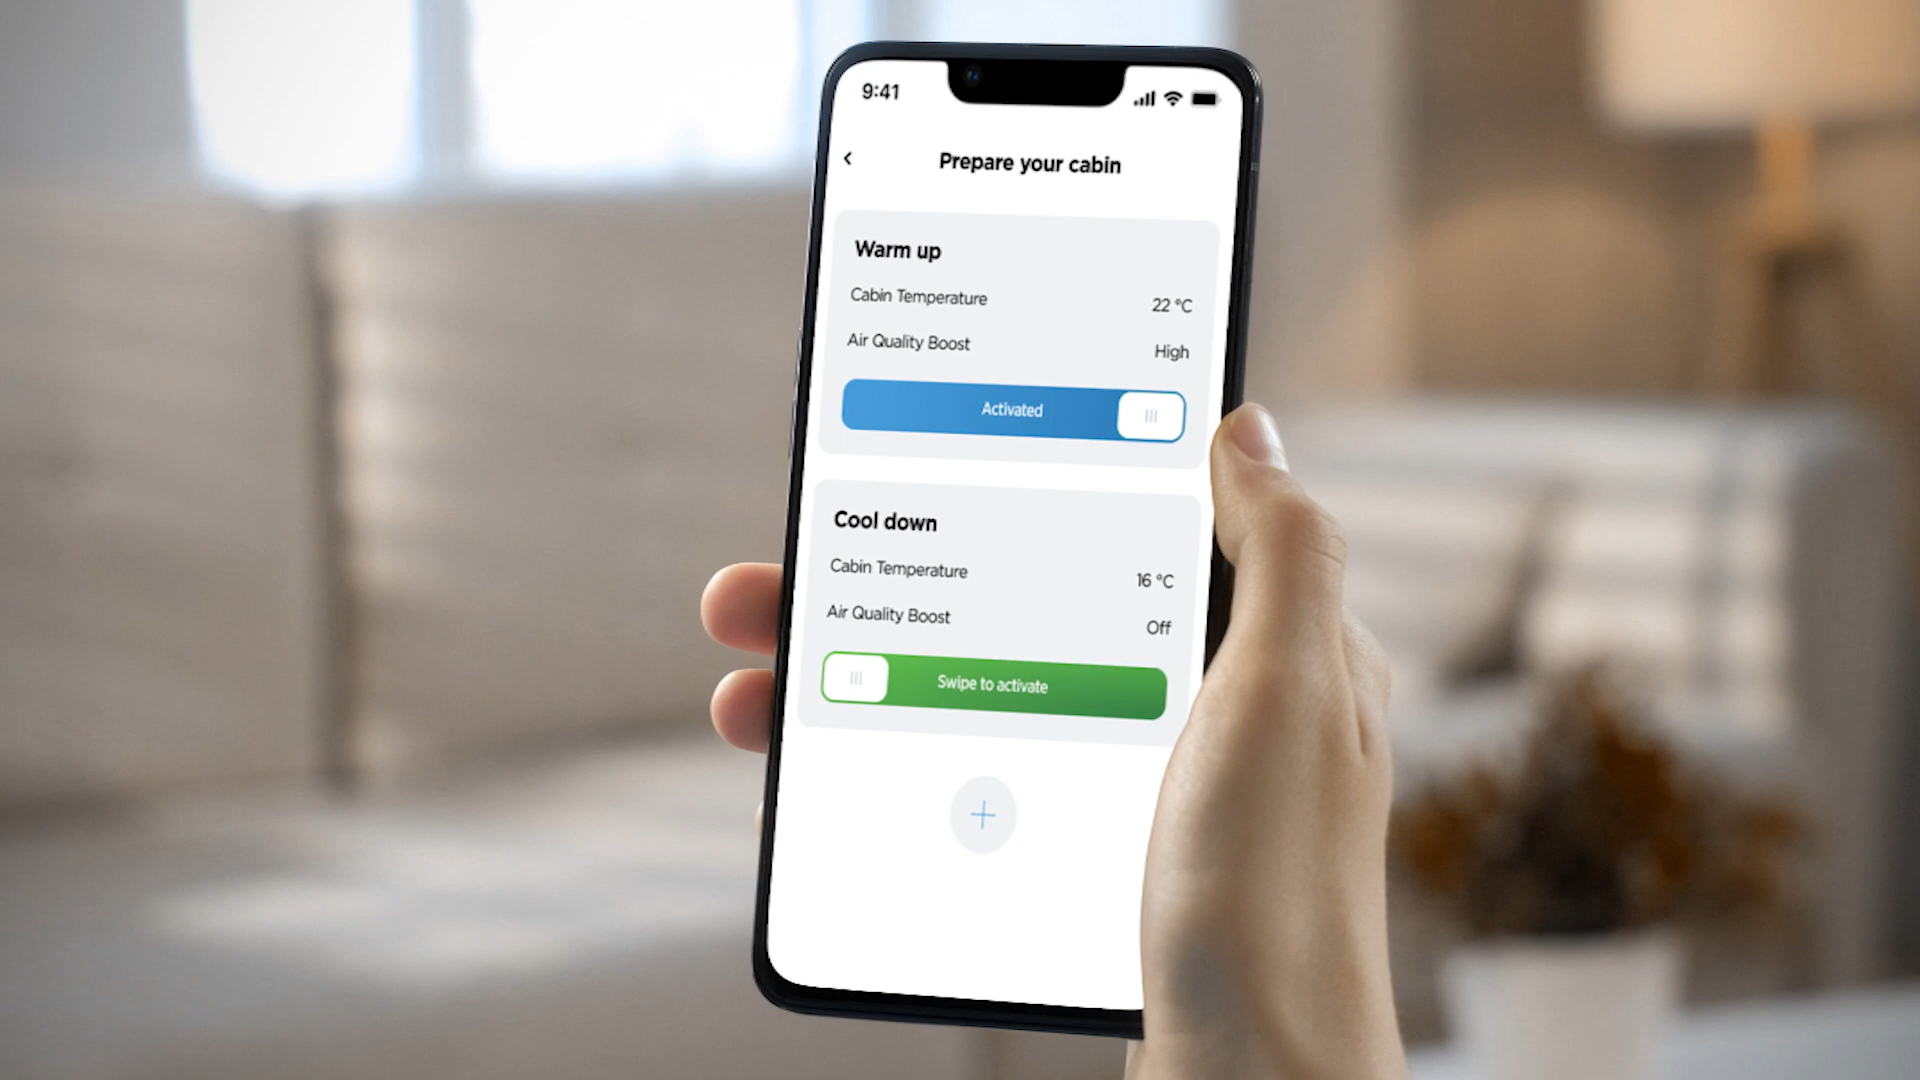 9:41
Prepare your cabin
Warm up
Cabin Temperature 22 °C
Air Quality Boost High
Activated
Cool down
Cabin Temperature 16 °C
Air Quality Boost Off
Swipe to activate